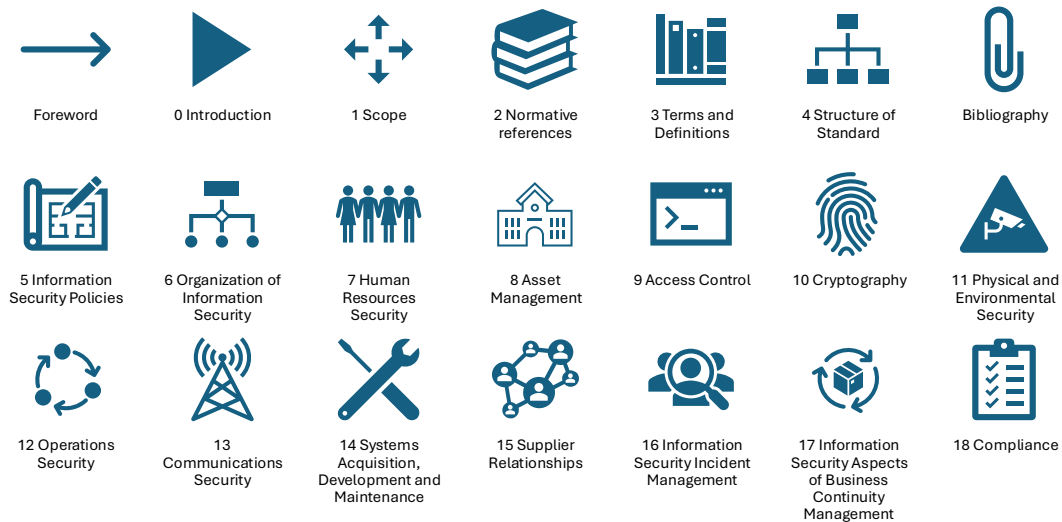 Foreword
0 Introduction
1 Scope
2 Normative
references
3 Terms and
Definitions
4 Structure of
Standard
Bibliography
5 Information
Security Policies
6 Organization of
Information
Security
7 Human
Resources
Security
8 Asset
Management
9 Access Control
10 Cryptography
11 Physical and
Environmental
Security
12 Operations
Security
13
Communications
Security
14 Systems
Acquisition,
Development and
Maintenance
15 Supplier
Relationships
16 Information
Security Incident
Management
17 Information
Security Aspects
of Business
Continuity
Management
18 Compliance